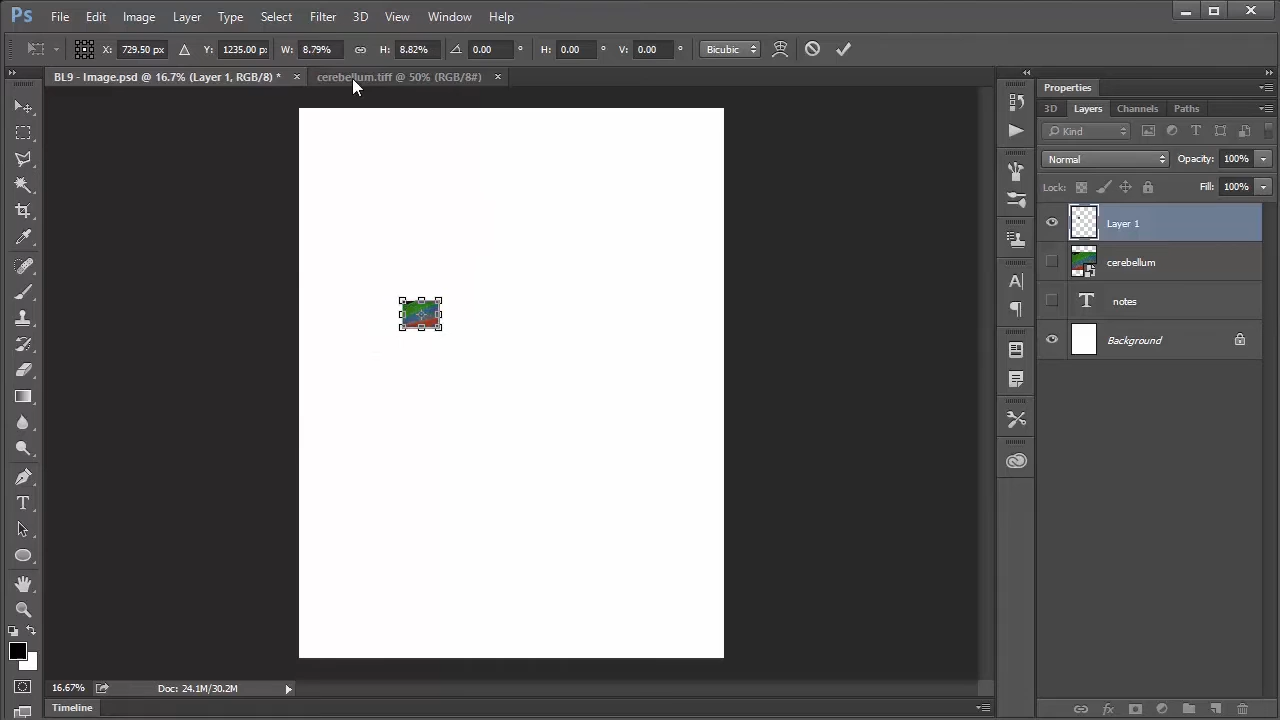 Ps File Edit Image Layer Type Select Filter 3D View Window Help
X: 729.50 px Y: 1235.00 px W: 8.79% H: 8.82% 0.00 ° H: 0.00 ° V: 0.00 ° Bicubic
BL9 - Image.psd @ 16.7% (Layer 1, RGB/8) * × cerebellum.tiff @ 50% (RGB/8#) ×
Properties
3D Layers Channels Paths
Kind
Normal Opacity: 100%
Lock: Fill: 100%
Layer 1
cerebellum
T notes
Background
16.67% Doc: 24.1M/30.2M
Timeline